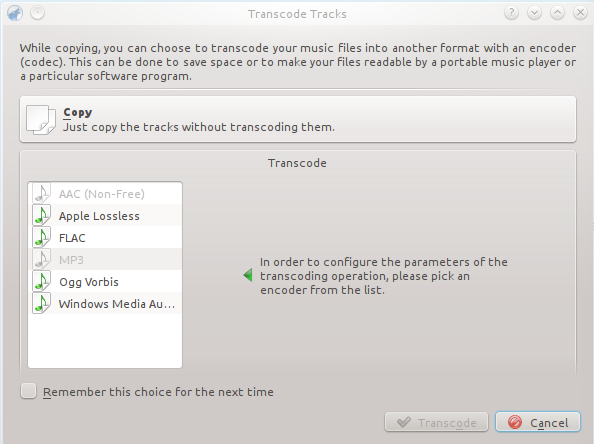 Transcode Tracks
While copying, you can choose to transcode your music files into another format with an encoder
(codec). This can be done to save space or to make your files readable by a portable music player or
a particular software program.
Copy
Just copy the tracks without transcoding them.
Transcode
AAC (Non-Free)
Apple Lossless
FLAC
MP3
Ogg Vorbis
Windows Media Au...
In order to configure the parameters of the
transcoding operation, please pick an
encoder from the list.
Remember this choice for the next time
Transcode
Cancel